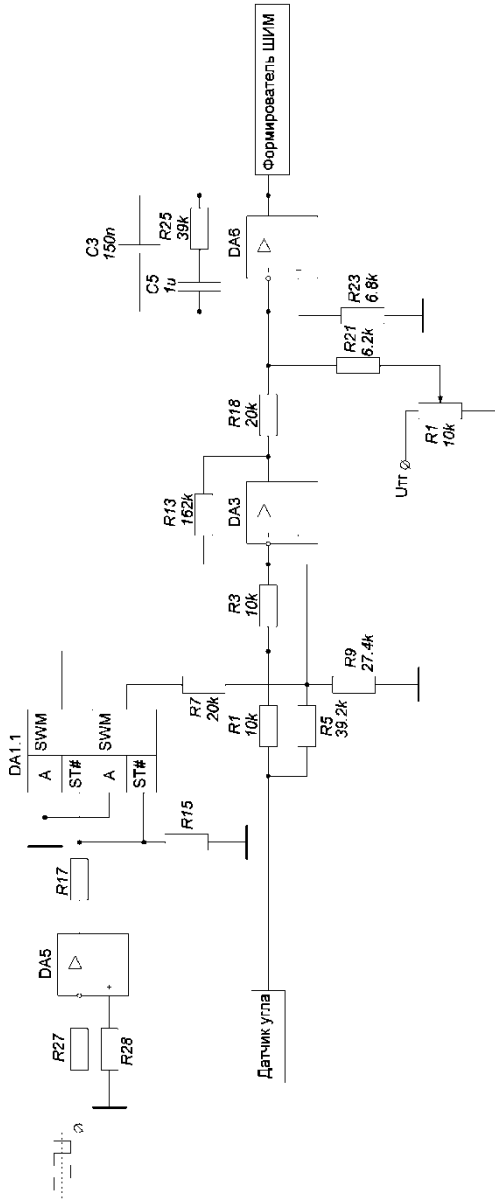 DA5
R27
R28
R17
R15
DA1.1
A
SWM
ST#
A
SWM
ST#
R7
20k
R1
10k
R5
39.2k
R9
27.4k
R3
10k
R13
162k
DA3
R18
20k
C3
150n
C5
1u
R25
39k
DA6
R23
6.8k
R21
6.2k
R1
10k
Uтг
Датчик угла
Формирователь ШИМ